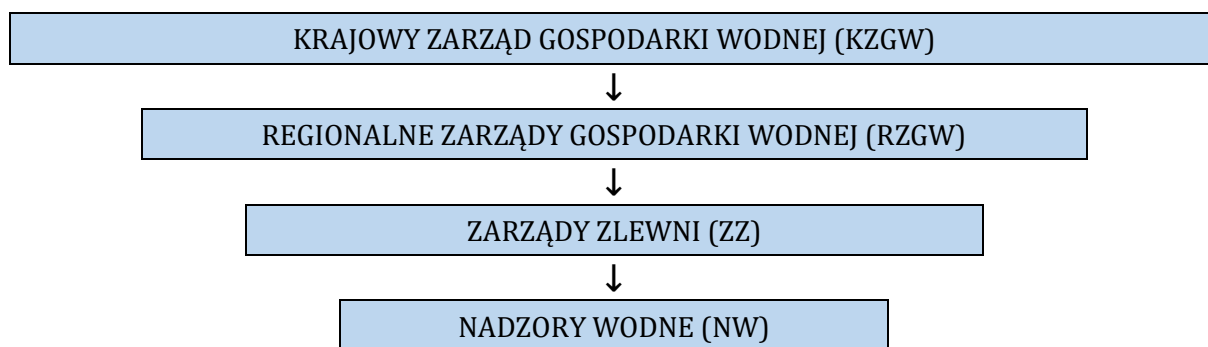 KRAJOWY ZARZĄD GOSPODARKI WODNEJ (KZGW)
↓
REGIONALNE ZARZĄDY GOSPODARKI WODNEJ (RZGW)
↓
ZARZĄDY ZLEWNI (ZZ)
↓
NADZORY WODNE (NW)